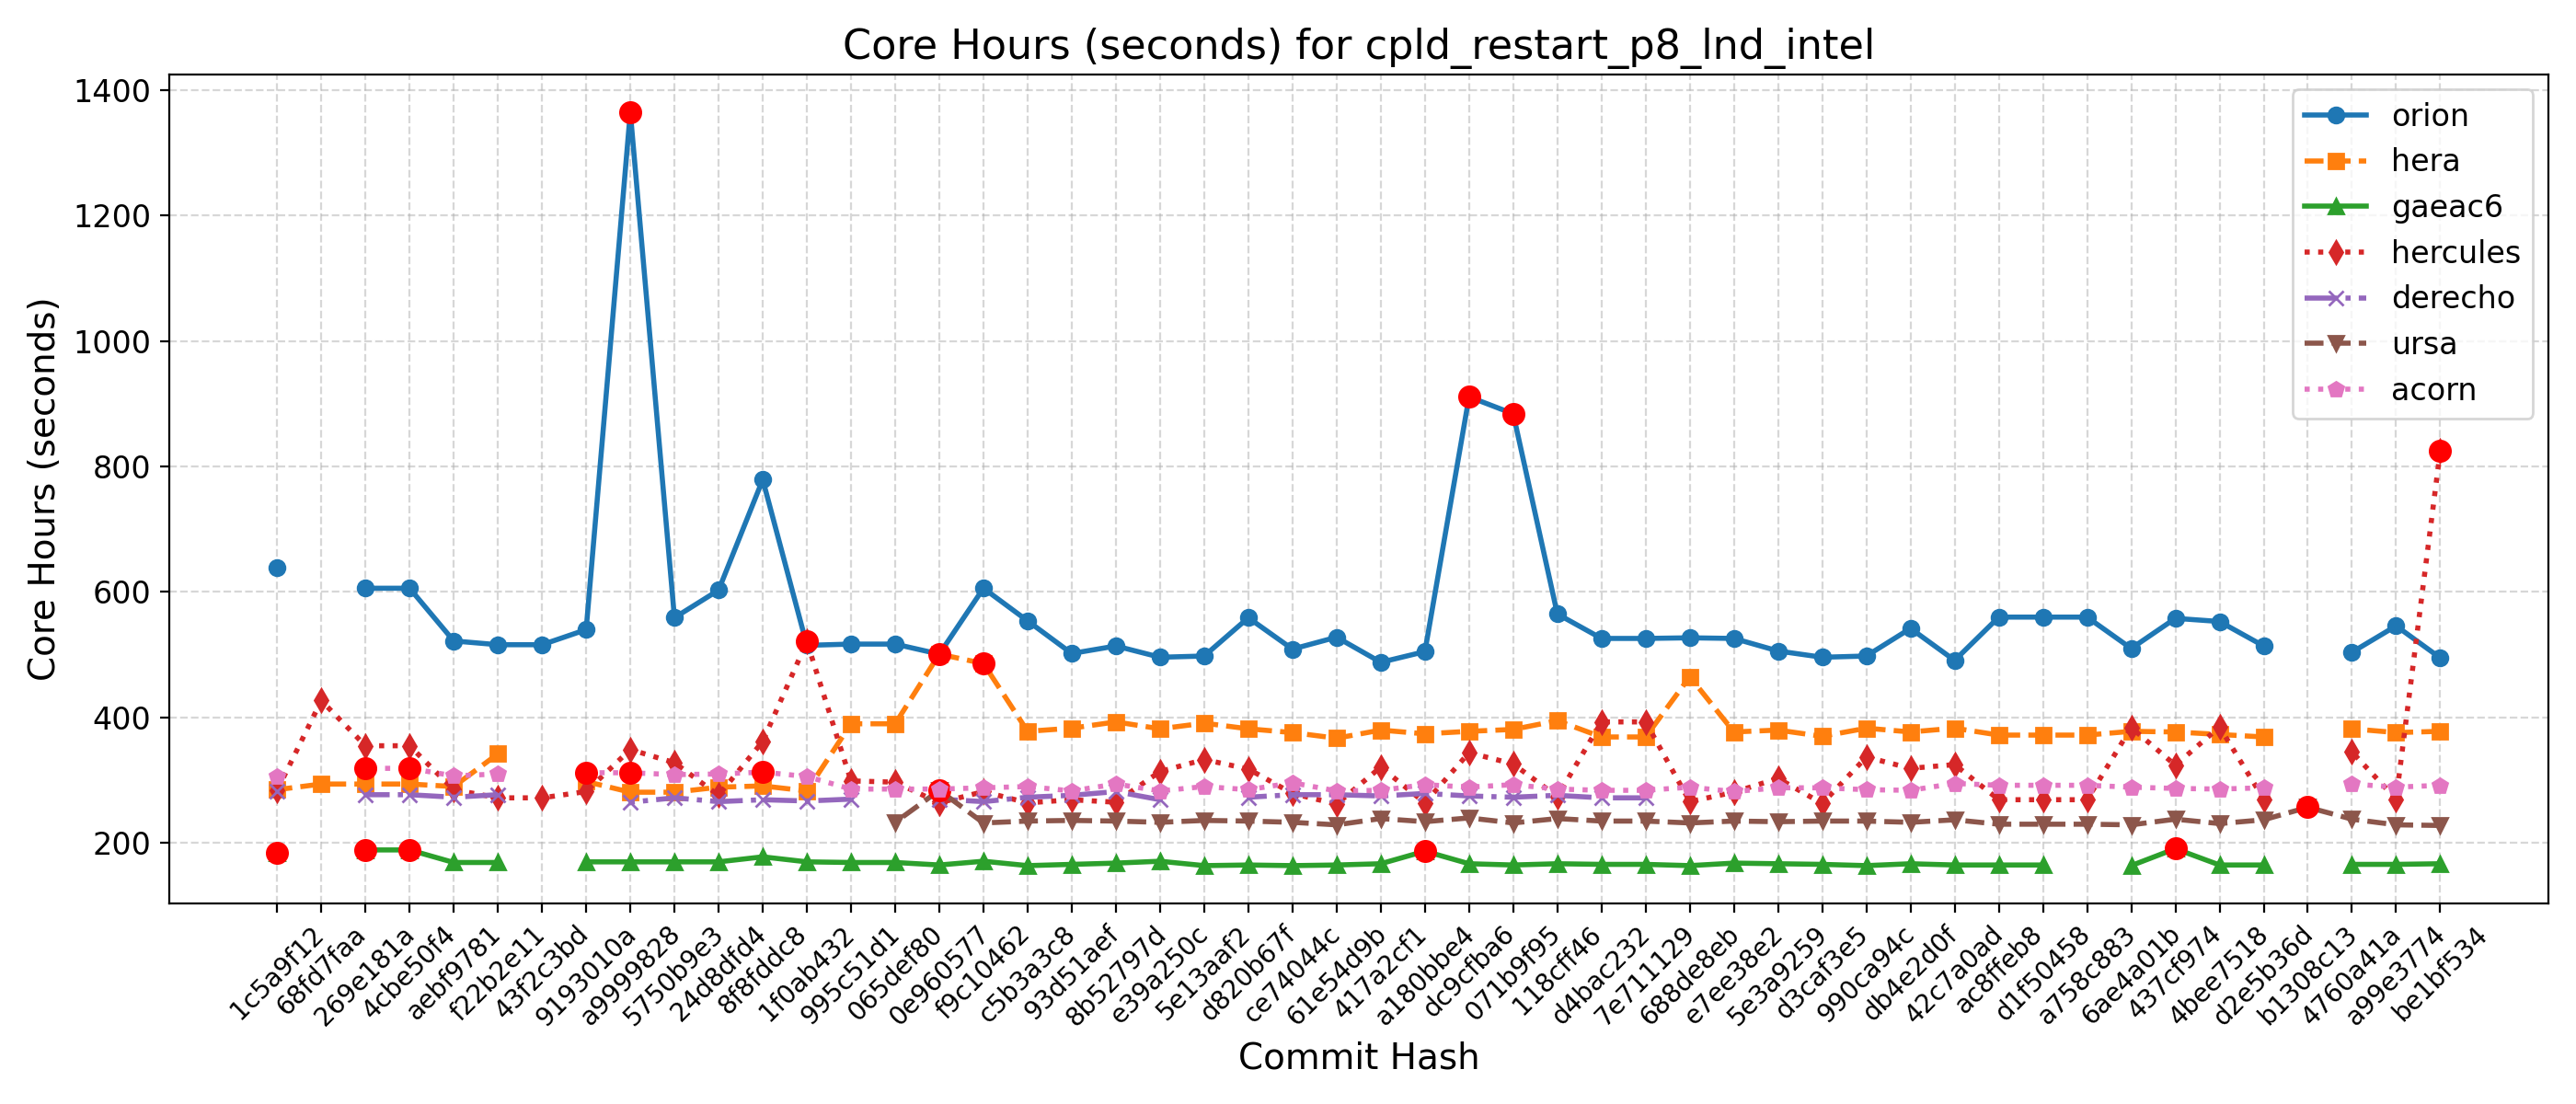 Core Hours (seconds) for cpld_restart_p8_lnd_intel
Core Hours (seconds)
1400
1200
1000
800
600
400
200
orion
hera
gaeac6
hercules
derecho
ursa
acorn
1c5a9f12
68fd7faa
269e181a
4cbe50f4
aebf9781
f22b2e11
43f2c3bd
9193010a
a9999828
5750b9e3
24d8dfd4
8f8fddc8
1f0ab432
995c51d1
065def80
0e960577
f9c10462
c5b3a3c8
93d51aef
8b52797d
e39a250c
5e13aaf2
d820b67f
ce74044c
61e54d9b
417a2cf1
a180bbe4
dc9cfba6
071b9f95
118cff46
d4bac232
7e711129
688de8eb
e7ee38e2
5e3a9259
d3caf3e5
990ca94c
db4e2d0f
42c7a0ad
ac8ffeb8
d1f50458
a758c883
6ae4a01b
437cf974
4bee7518
d2e5b36d
b1308c13
4760a41a
a99e3774
be1bf534
Commit Hash